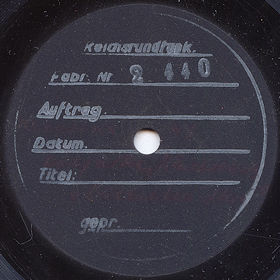 Reichsrundfunk.
Fabr. Nr 2 440
Auftrag:
Datum:
Titel:
gepr.